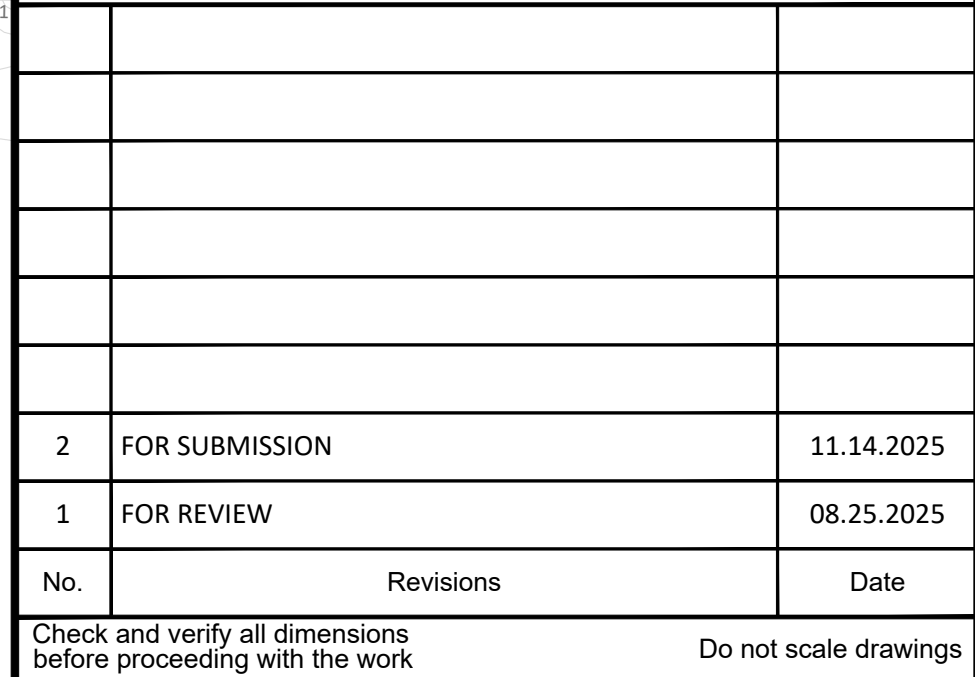 1
2 FOR SUBMISSION 11.14.2025
1 FOR REVIEW 08.25.2025
No. Revisions Date
Check and verify all dimensions
before proceeding with the work
Do not scale drawings